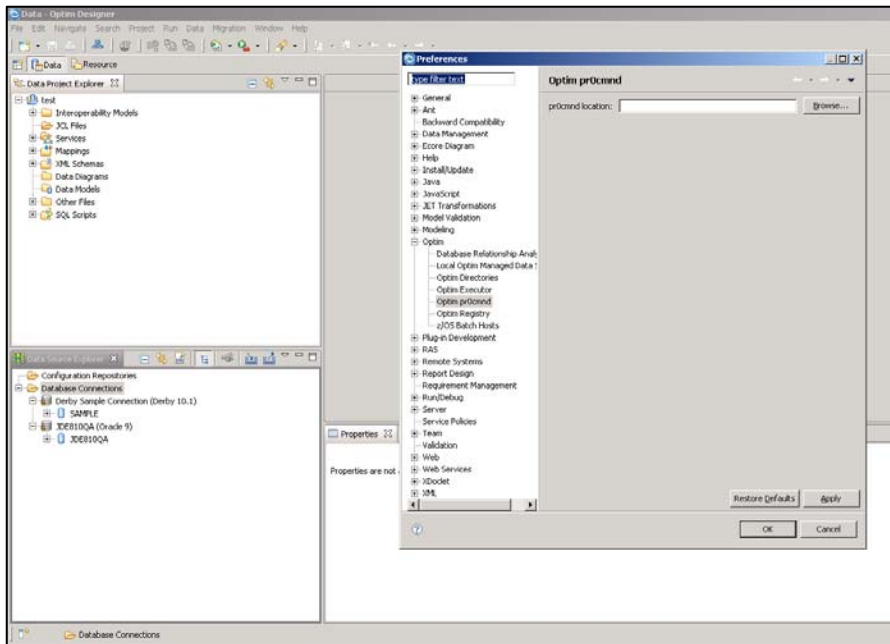 Data - Optim Designer
File Edit Navigate Search Project Run Data Migration Window Help
Data Resource
Data Project Explorer
test
Interoperability Models
JCL Files
Services
Mappings
XML Schemas
Data Diagrams
Data Models
Other Files
SQL Scripts
Data Source Explorer
Configuration Repositories
Database Connections
Derby Sample Connection (Derby 10.1)
SAMPLE
JDE810QA (Oracle 9)
JDE810QA
Properties
Properties are not
Database Connections
Preferences
type filter text
General
Ant
Backward Compatibility
Data Management
Ecore Diagram
Help
Install/Update
Java
JavaScript
JET Transformations
Model Validation
Modeling
Optim
Database Relationship Analy
Local Optim Managed Data
Optim Directories
Optim Executor
Optim pr0cmnd
Optim Registry
z/OS Batch Hosts
Plug-in Development
RAS
Remote Systems
Report Design
Requirement Management
Run/Debug
Server
Service Policies
Team
Validation
Web
Web Services
XDoclet
XML
Optim pr0cmnd
pr0cmnd location: Browse...
Restore Defaults Apply
OK Cancel